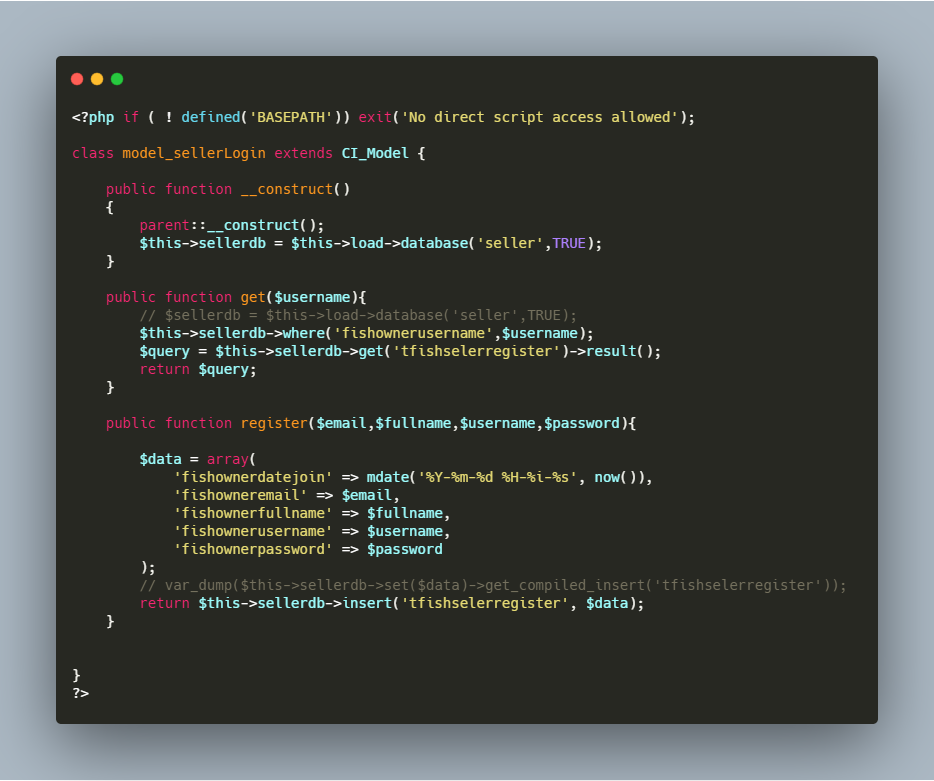 <?php if ( ! defined('BASEPATH')) exit('No direct script access allowed');

class model_sellerLogin extends CI_Model {

    public function __construct()
    {
        parent::__construct();
        $this->sellerdb = $this->load->database('seller',TRUE);
    }

    public function get($username){
        // $sellerdb = $this->load->database('seller',TRUE);
        $this->sellerdb->where('fishownerusername',$username);
        $query = $this->sellerdb->get('tfishselerregister')->result();
        return $query;
    }

    public function register($email,$fullname,$username,$password){

        $data = array(
            'fishownerdatejoin' => mdate('%Y-%m-%d %H-%i-%s', now()),
            'fishowneremail' => $email,
            'fishownerfullname' => $fullname,
            'fishownerusername' => $username,
            'fishownerpassword' => $password
        );
        // var_dump($this->sellerdb->set($data)->get_compiled_insert('tfishselerregister'));
        return $this->sellerdb->insert('tfishselerregister', $data);
    }


}
?>